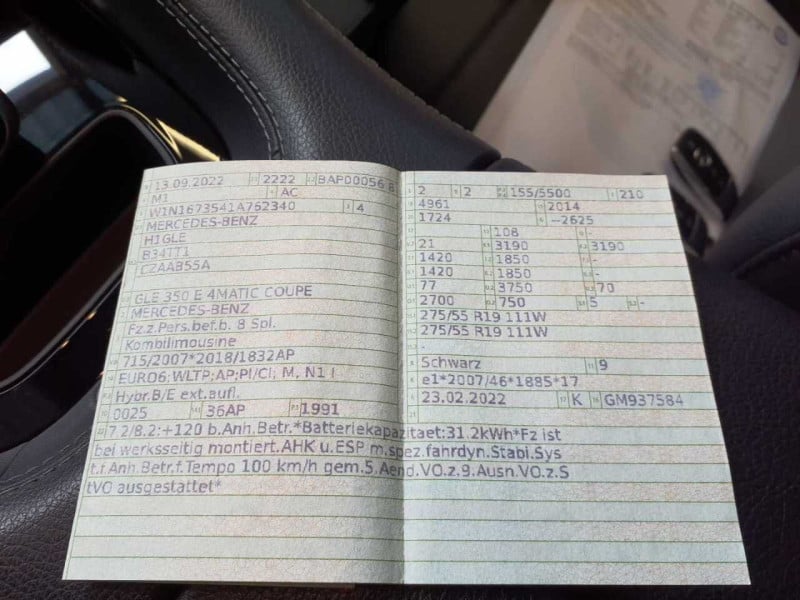 13.09.2022 2222 BAP00056 8
M1 AC
W1N1673541A762340 4
MERCEDES-BENZ
H1GLE
B34TT1
CZAAB55A
GLE 350 E 4MATIC COUPE
MERCEDES-BENZ
Fz.z.Pers.bef.b. 8 Spl.
Kombilimousine
715/2007*2018/1832AP
EURO6;WLTP;AP;PI/CI; M, N1 I
Hybr.B/E ext.aufl.
0025 36AP 1991
2 2 155/5500 210
4961 2014
1724 --2625
108 -
21 3190 3190
1420 1850 -
1420 1850 -
77 3750 70
2700 750 5 -
275/55 R19 111W
275/55 R19 111W
-
Schwarz 9
e1*2007/46*1885*17
23.02.2022 K GM937584
7.2/8.2:+120 b.Anh.Betr.*Batteriekapazitaet:31.2kWh*Fz ist
bei werksseitig montiert.AHK u.ESP m.spez.fahrdyn.Stabi.Sys
t.f.Anh.Betr.f.Tempo 100 km/h gem.5.Aend.VO.z.9.Ausn.VO.z.S
tVO ausgestattet*